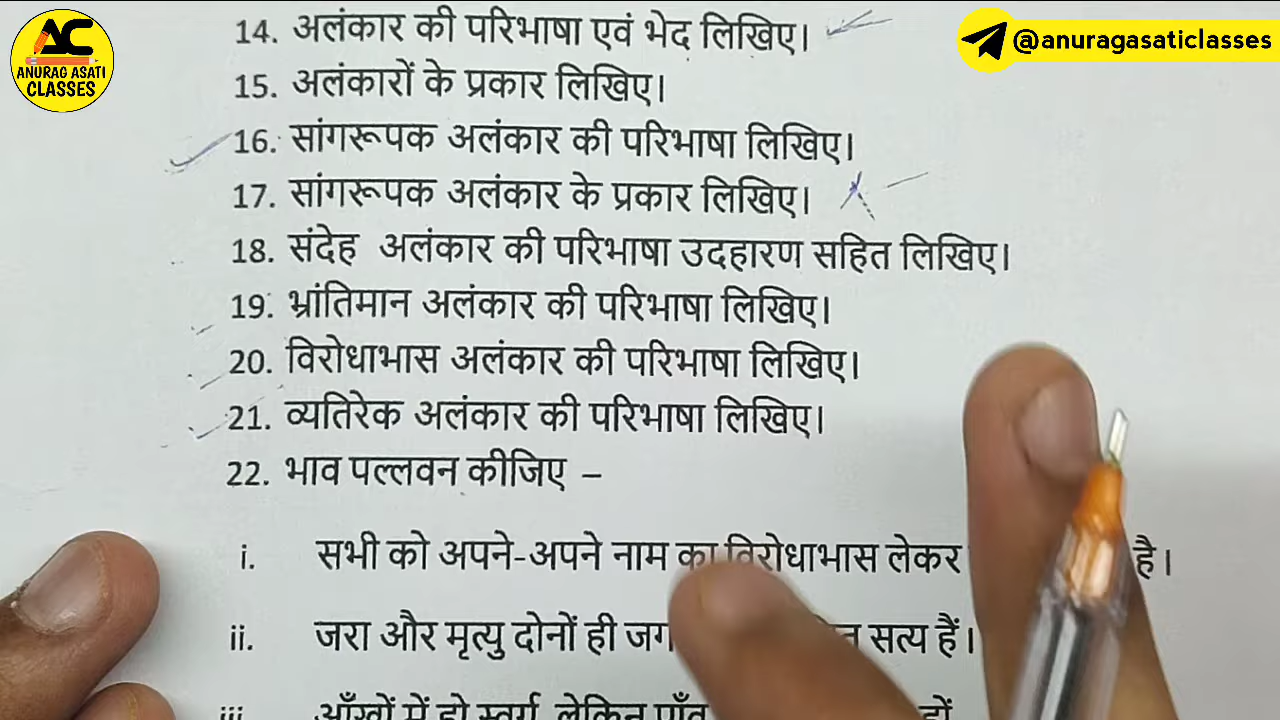 AC
ANURAG ASATI
CLASSES
@anuragasaticlasses
14. अलंकार की परिभाषा एवं भेद लिखिए।
15. अलंकारों के प्रकार लिखिए।
16. सांगरूपक अलंकार की परिभाषा लिखिए।
17. सांगरूपक अलंकार के प्रकार लिखिए।
18. संदेह अलंकार की परिभाषा उदहारण सहित लिखिए।
19. भ्रांतिमान अलंकार की परिभाषा लिखिए।
20. विरोधाभास अलंकार की परिभाषा लिखिए।
21. व्यतिरेक अलंकार की परिभाषा लिखिए।
22. भाव पल्लवन कीजिए –
i. सभी को अपने-अपने नाम का विरोधाभास लेकर है।
ii. जरा और मृत्यु दोनों ही सत्य हैं।
iii. आँखों में हो स्वर्ग लेकिन पाँव